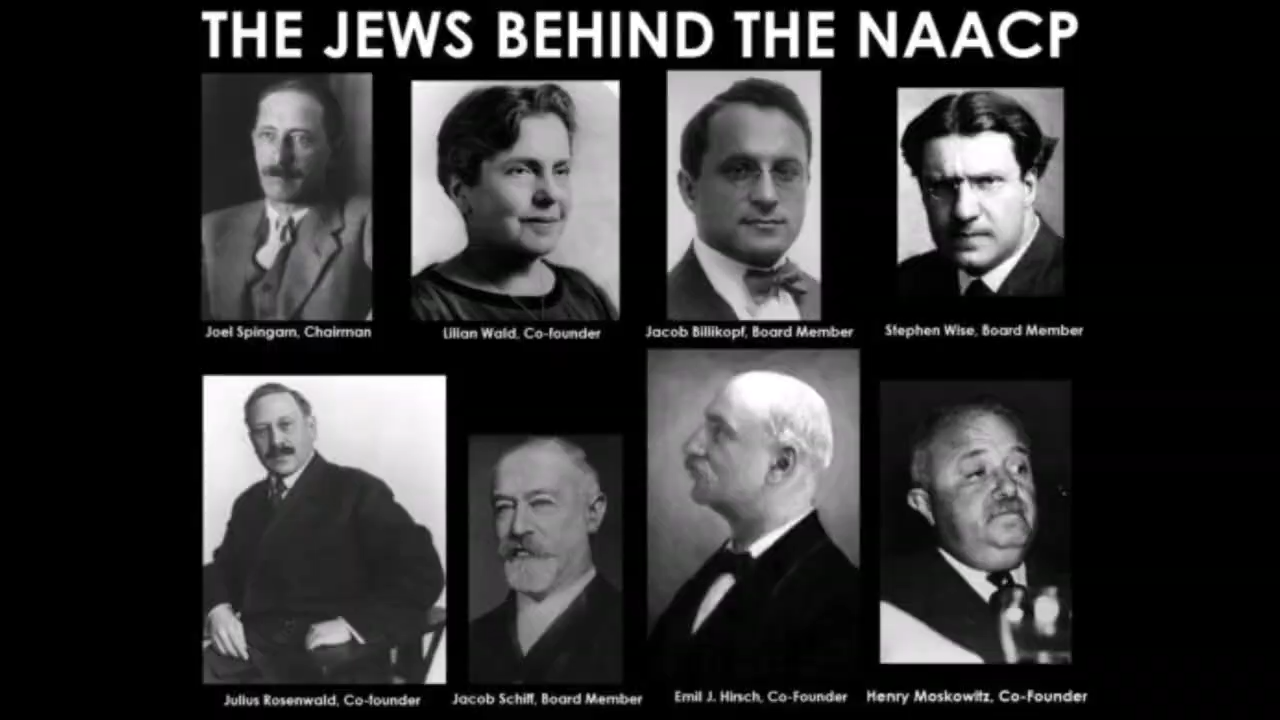 THE JEWS BEHIND THE NAACP
Joel Spingarn, Chairman
Lilian Wald, Co-founder
Jacob Billikopf, Board Member
Stephen Wise, Board Member
Julius Rosenwald, Co-founder
Jacob Schiff, Board Member
Emil J. Hirsch, Co-Founder
Henry Moskowitz, Co-Founder